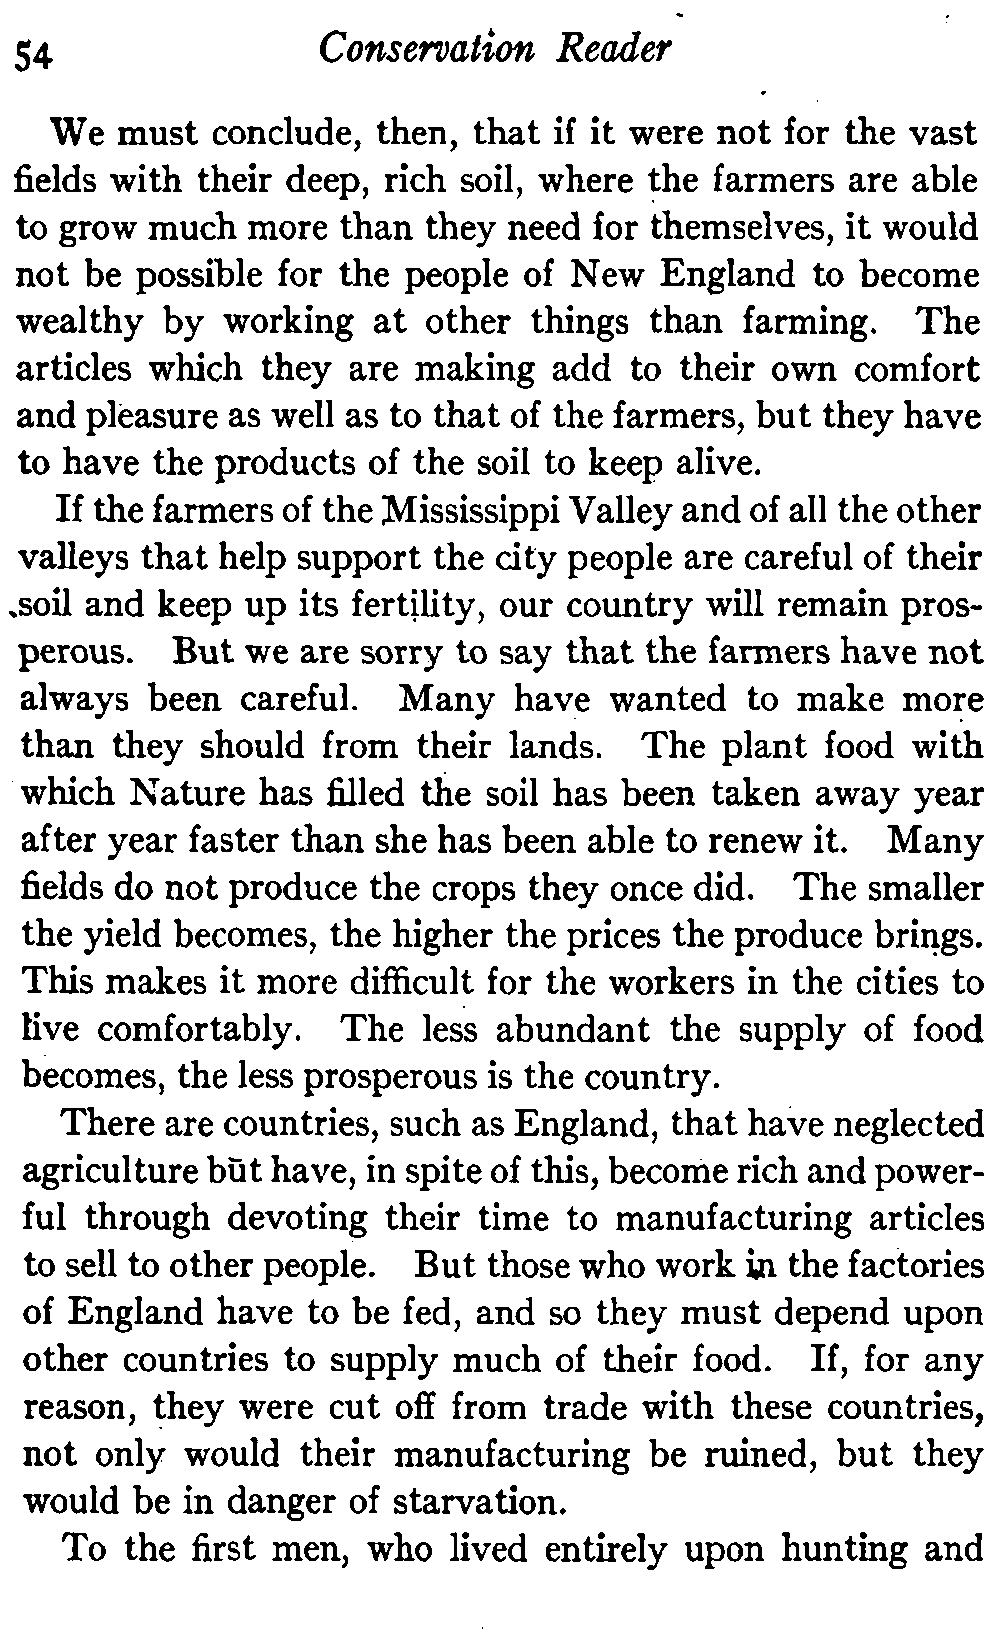 54 Conservation Reader
We must conclude, then, that if it were not for the vast
fields with their deep, rich soil, where the farmers are able
to grow much more than they need for themselves, it would
not be possible for the people of New England to become
wealthy by working at other things than farming. The
articles which they are making add to their own comfort
and pleasure as well as to that of the farmers, but they have
to have the products of the soil to keep alive.
If the farmers of the Mississippi Valley and of all the other
valleys that help support the city people are careful of their
soil and keep up its fertility, our country will remain pros-
perous. But we are sorry to say that the farmers have not
always been careful. Many have wanted to make more
than they should from their lands. The plant food with
which Nature has filled the soil has been taken away year
after year faster than she has been able to renew it. Many
fields do not produce the crops they once did. The smaller
the yield becomes, the higher the prices the produce brings.
This makes it more difficult for the workers in the cities to
live comfortably. The less abundant the supply of food
becomes, the less prosperous is the country.
There are countries, such as England, that have neglected
agriculture but have, in spite of this, become rich and power-
ful through devoting their time to manufacturing articles
to sell to other people. But those who work in the factories
of England have to be fed, and so they must depend upon
other countries to supply much of their food. If, for any
reason, they were cut off from trade with these countries,
not only would their manufacturing be ruined, but they
would be in danger of starvation.
To the first men, who lived entirely upon hunting and